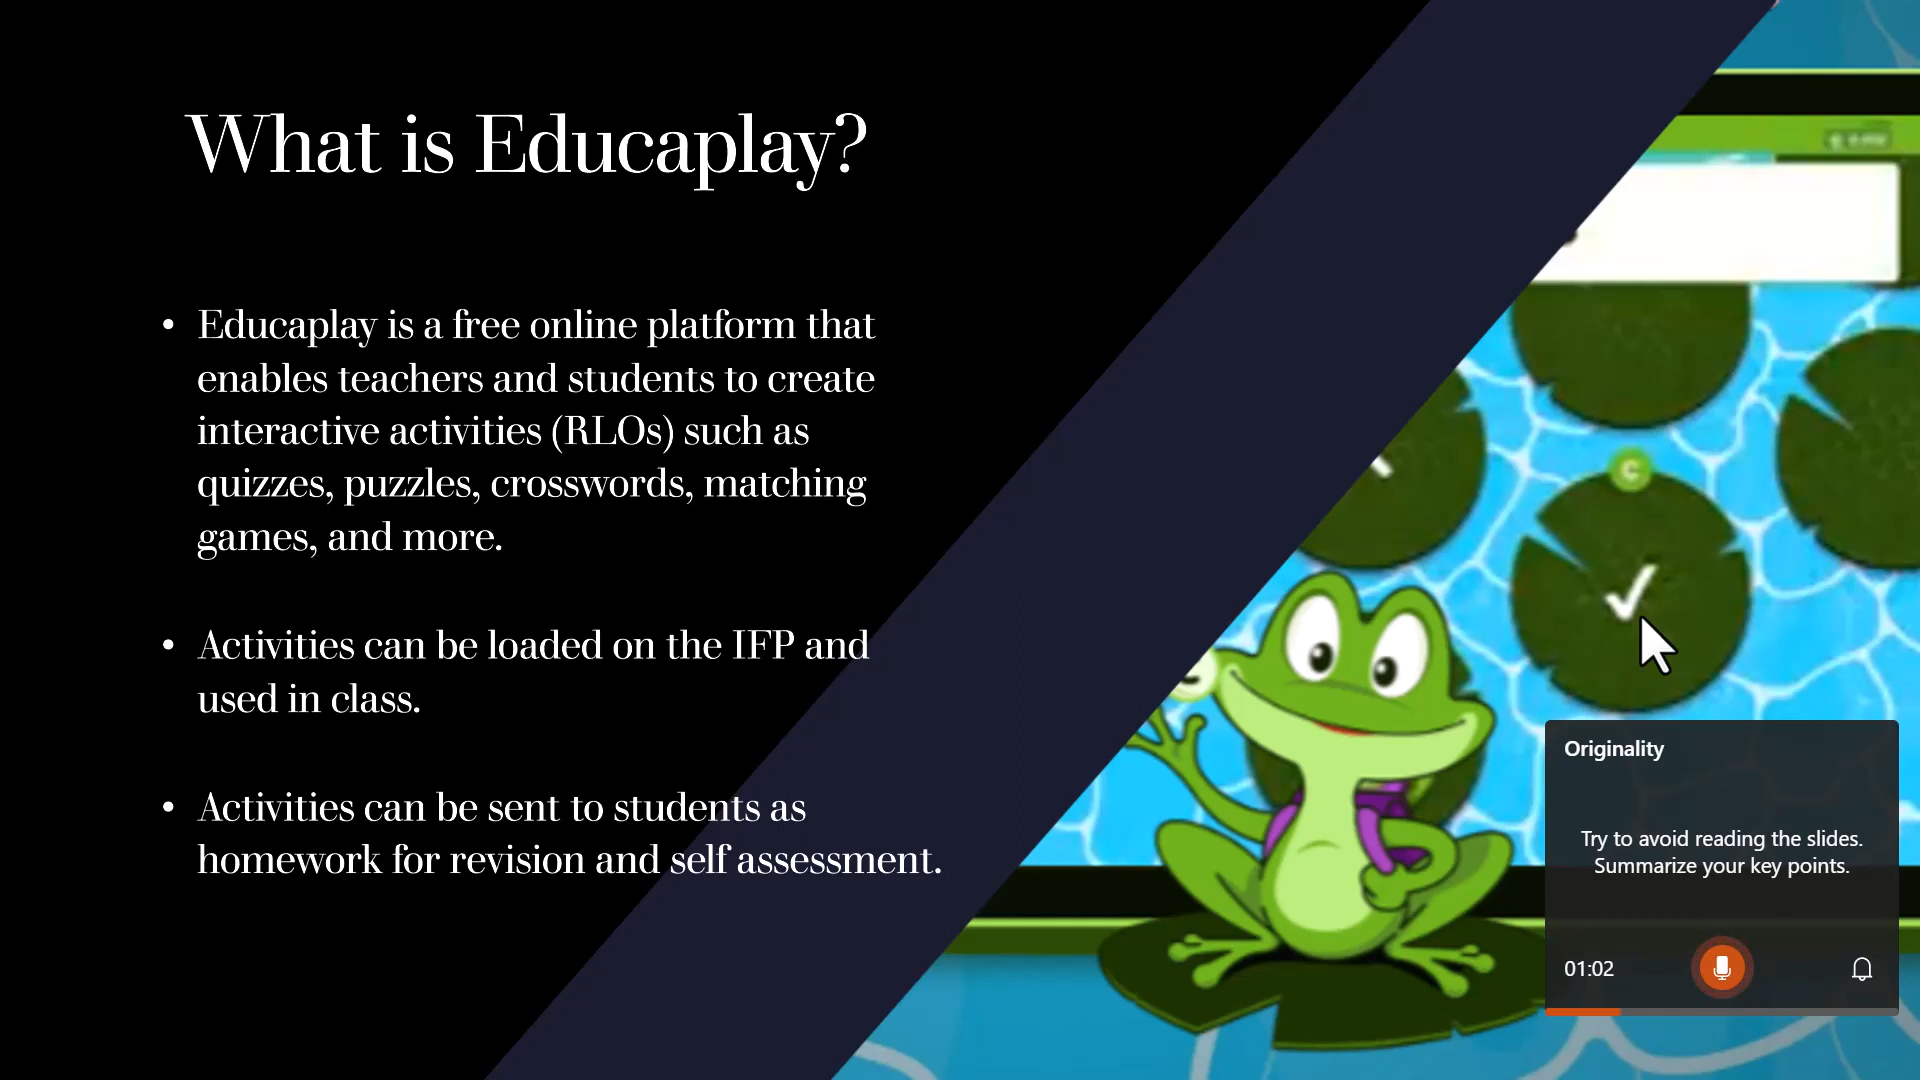 What is Educaplay?
• Educaplay is a free online platform that
enables teachers and students to create
interactive activities (RLOs) such as
quizzes, puzzles, crosswords, matching
games, and more.
• Activities can be loaded on the IFP and
used in class.
• Activities can be sent to students as
homework for revision and self assessment.
C
Originality
Try to avoid reading the slides.
Summarize your key points.
01:02